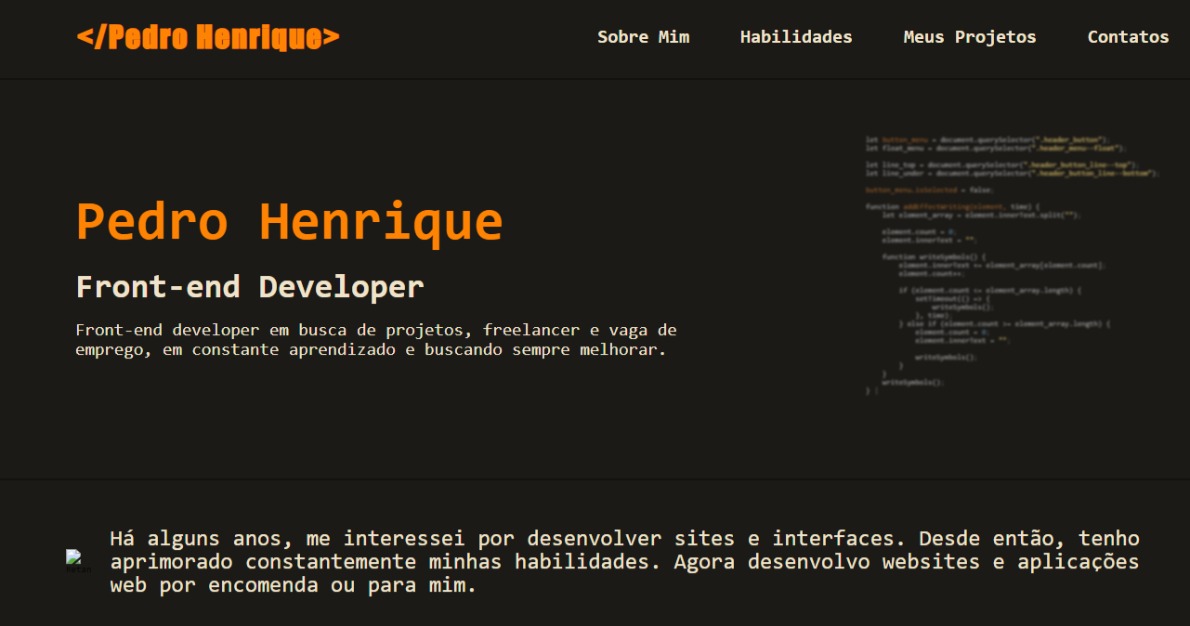 </Pedro Henrique>
Sobre Mim Habilidades Meus Projetos Contatos
let button_menu = document.querySelector(".header_button");
let float_menu = document.querySelector(".header_menu--float");
let line_top = document.querySelector(".header_button_line--top");
let line_under = document.querySelector(".header_button_line--bottom");
button_menu.isSelected = false;
function addEffectWriting(element, time) {
let element_array = element.innerText.split("");
element.count = 0;
element.innerText = "";
function writeSymbols() {
element.innerText += element_array[element.count];
element.count++;
if (element.count <= element_array.length) {
setTimeout(() => {
writeSymbols();
}, time);
} else if (element.count >= element_array.length) {
element.count = 0;
element.innerText = "";
writeSymbols();
}
}
writeSymbols();
}
Pedro Henrique
Front-end Developer
Front-end developer em busca de projetos, freelancer e vaga de
emprego, em constante aprendizado e buscando sempre melhorar.
Há alguns anos, me interessei por desenvolver sites e interfaces. Desde então, tenho
aprimorado constantemente minhas habilidades. Agora desenvolvo websites e aplicações
web por encomenda ou para mim.